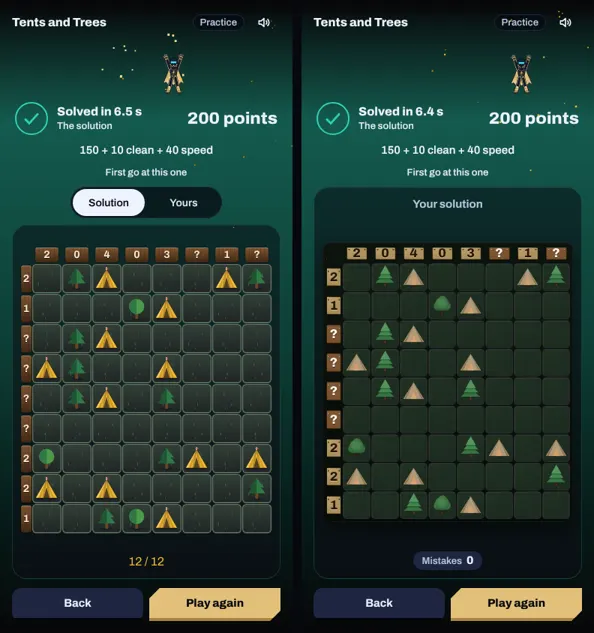 Tents and Trees
Practice
Solved in 6.5 s
The solution
200 points
150 + 10 clean + 40 speed
First go at this one
Solution
Yours
2 0 4 0 3 ? 1 ?
2
1
?
?
?
?
2
2
1
12 / 12
Back
Play again
Tents and Trees
Practice
Solved in 6.4 s
The solution
200 points
150 + 10 clean + 40 speed
First go at this one
Your solution
2 0 4 0 3 ? 1 ?
2
1
?
?
?
?
2
2
1
Mistakes 0
Back
Play again